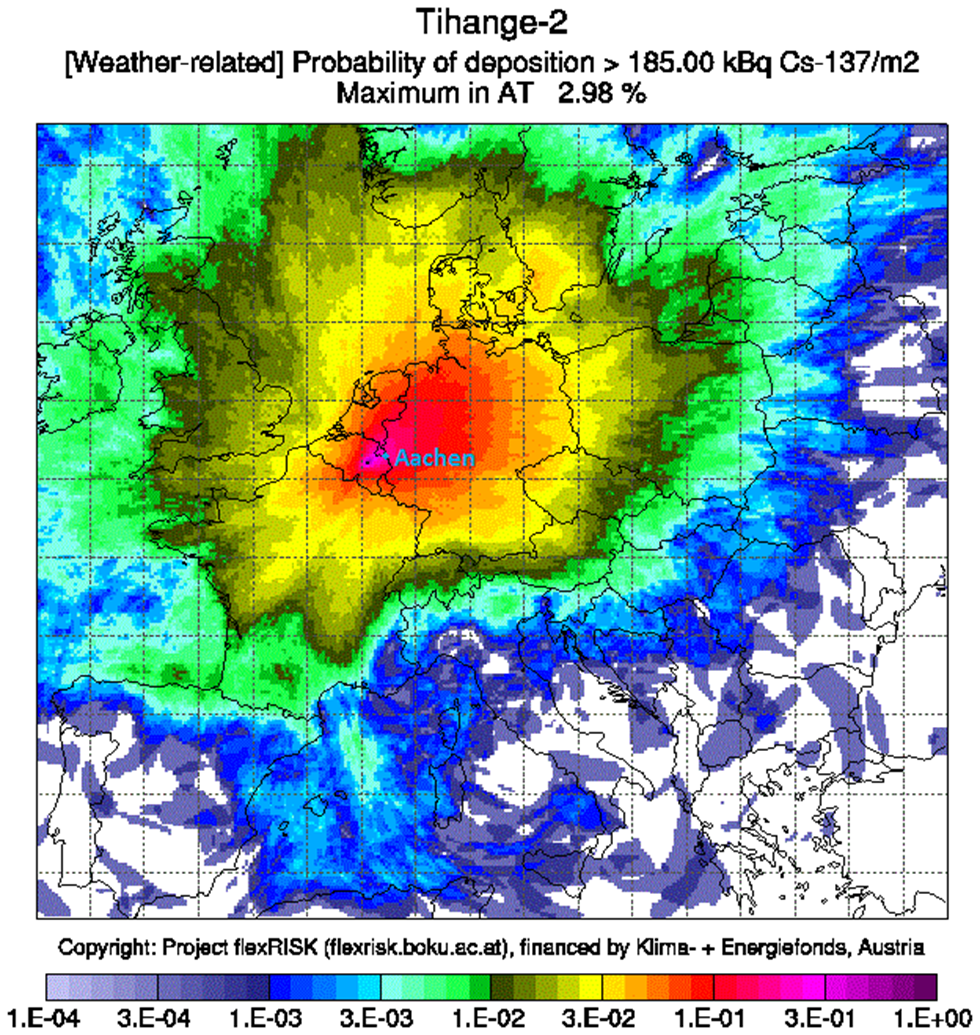 Tihange-2
[Weather-related] Probability of deposition > 185.00 kBq Cs-137/m2
Maximum in AT 2.98 %
Aachen
Copyright: Project flexRISK (flexrisk.boku.ac.at), financed by Klima- + Energiefonds, Austria
1.E-04 3.E-04 1.E-03 3.E-03 1.E-02 3.E-02 1.E-01 3.E-01 1.E+00